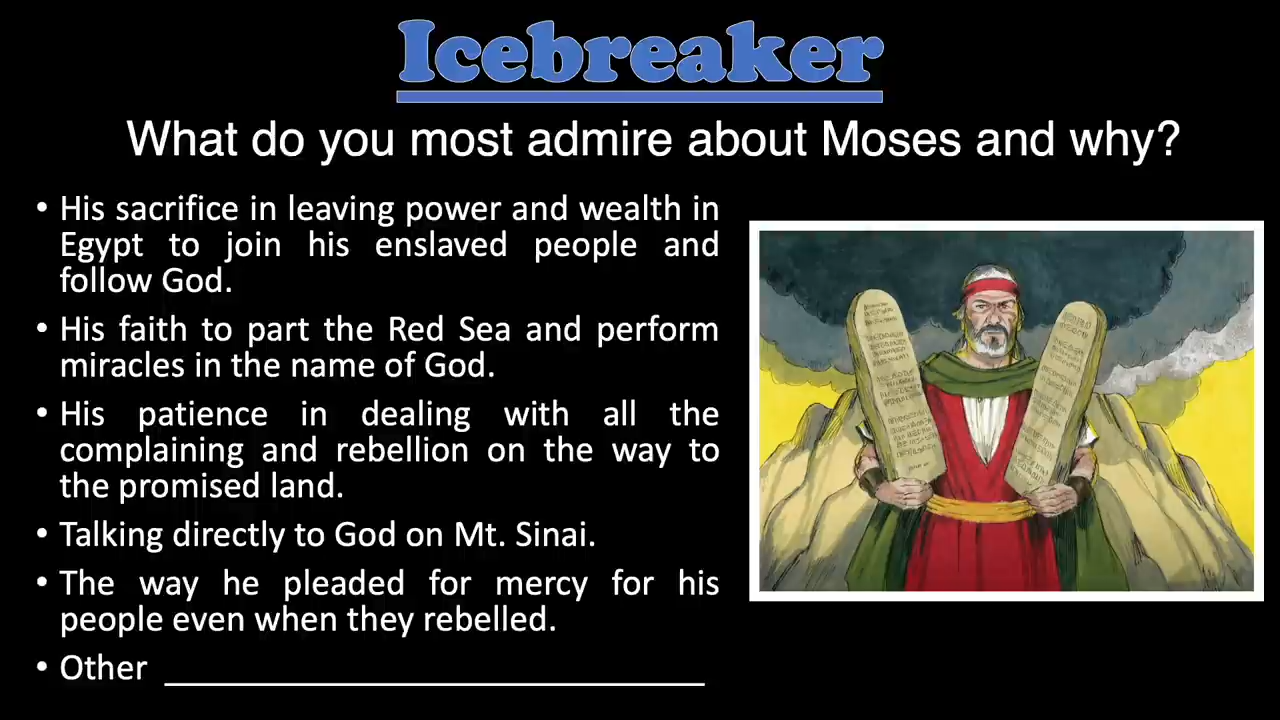 Icebreaker
What do you most admire about Moses and why?
• His sacrifice in leaving power and wealth in
Egypt to join his enslaved people and
follow God.
• His faith to part the Red Sea and perform
miracles in the name of God.
• His patience in dealing with all the
complaining and rebellion on the way to
the promised land.
• Talking directly to God on Mt. Sinai.
• The way he pleaded for mercy for his
people even when they rebelled.
• Other